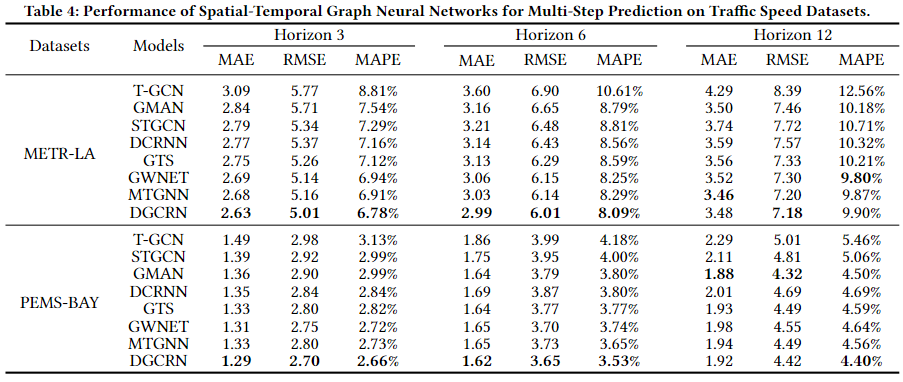 Table 4: Performance of Spatial-Temporal Graph Neural Networks for Multi-Step Prediction on Traffic Speed Datasets.
Datasets Models Horizon 3 Horizon 6 Horizon 12
MAE RMSE MAPE MAE RMSE MAPE MAE RMSE MAPE
METR-LA
T-GCN 3.09 5.77 8.81% 3.60 6.90 10.61% 4.29 8.39 12.56%
GMAN 2.84 5.71 7.54% 3.16 6.65 8.79% 3.50 7.46 10.18%
STGCN 2.79 5.34 7.29% 3.21 6.48 8.81% 3.74 7.72 10.71%
DCRNN 2.77 5.37 7.16% 3.14 6.43 8.56% 3.59 7.57 10.32%
GTS 2.75 5.26 7.12% 3.13 6.29 8.59% 3.56 7.33 10.21%
GWNET 2.69 5.14 6.94% 3.06 6.15 8.25% 3.52 7.30 9.80%
MTGNN 2.68 5.16 6.91% 3.03 6.14 8.29% 3.46 7.20 9.87%
DGCRN 2.63 5.01 6.78% 2.99 6.01 8.09% 3.48 7.18 9.90%
PEMS-BAY
T-GCN 1.49 2.98 3.13% 1.86 3.99 4.18% 2.29 5.01 5.46%
STGCN 1.39 2.92 2.99% 1.75 3.95 4.00% 2.11 4.81 5.06%
GMAN 1.36 2.90 2.99% 1.64 3.79 3.80% 1.88 4.32 4.50%
DCRNN 1.35 2.84 2.84% 1.69 3.87 3.80% 2.01 4.69 4.69%
GTS 1.33 2.80 2.82% 1.64 3.77 3.77% 1.93 4.49 4.59%
GWNET 1.31 2.75 2.72% 1.65 3.70 3.74% 1.98 4.55 4.64%
MTGNN 1.33 2.80 2.73% 1.65 3.73 3.65% 1.94 4.49 4.56%
DGCRN 1.29 2.70 2.66% 1.62 3.65 3.53% 1.92 4.42 4.40%